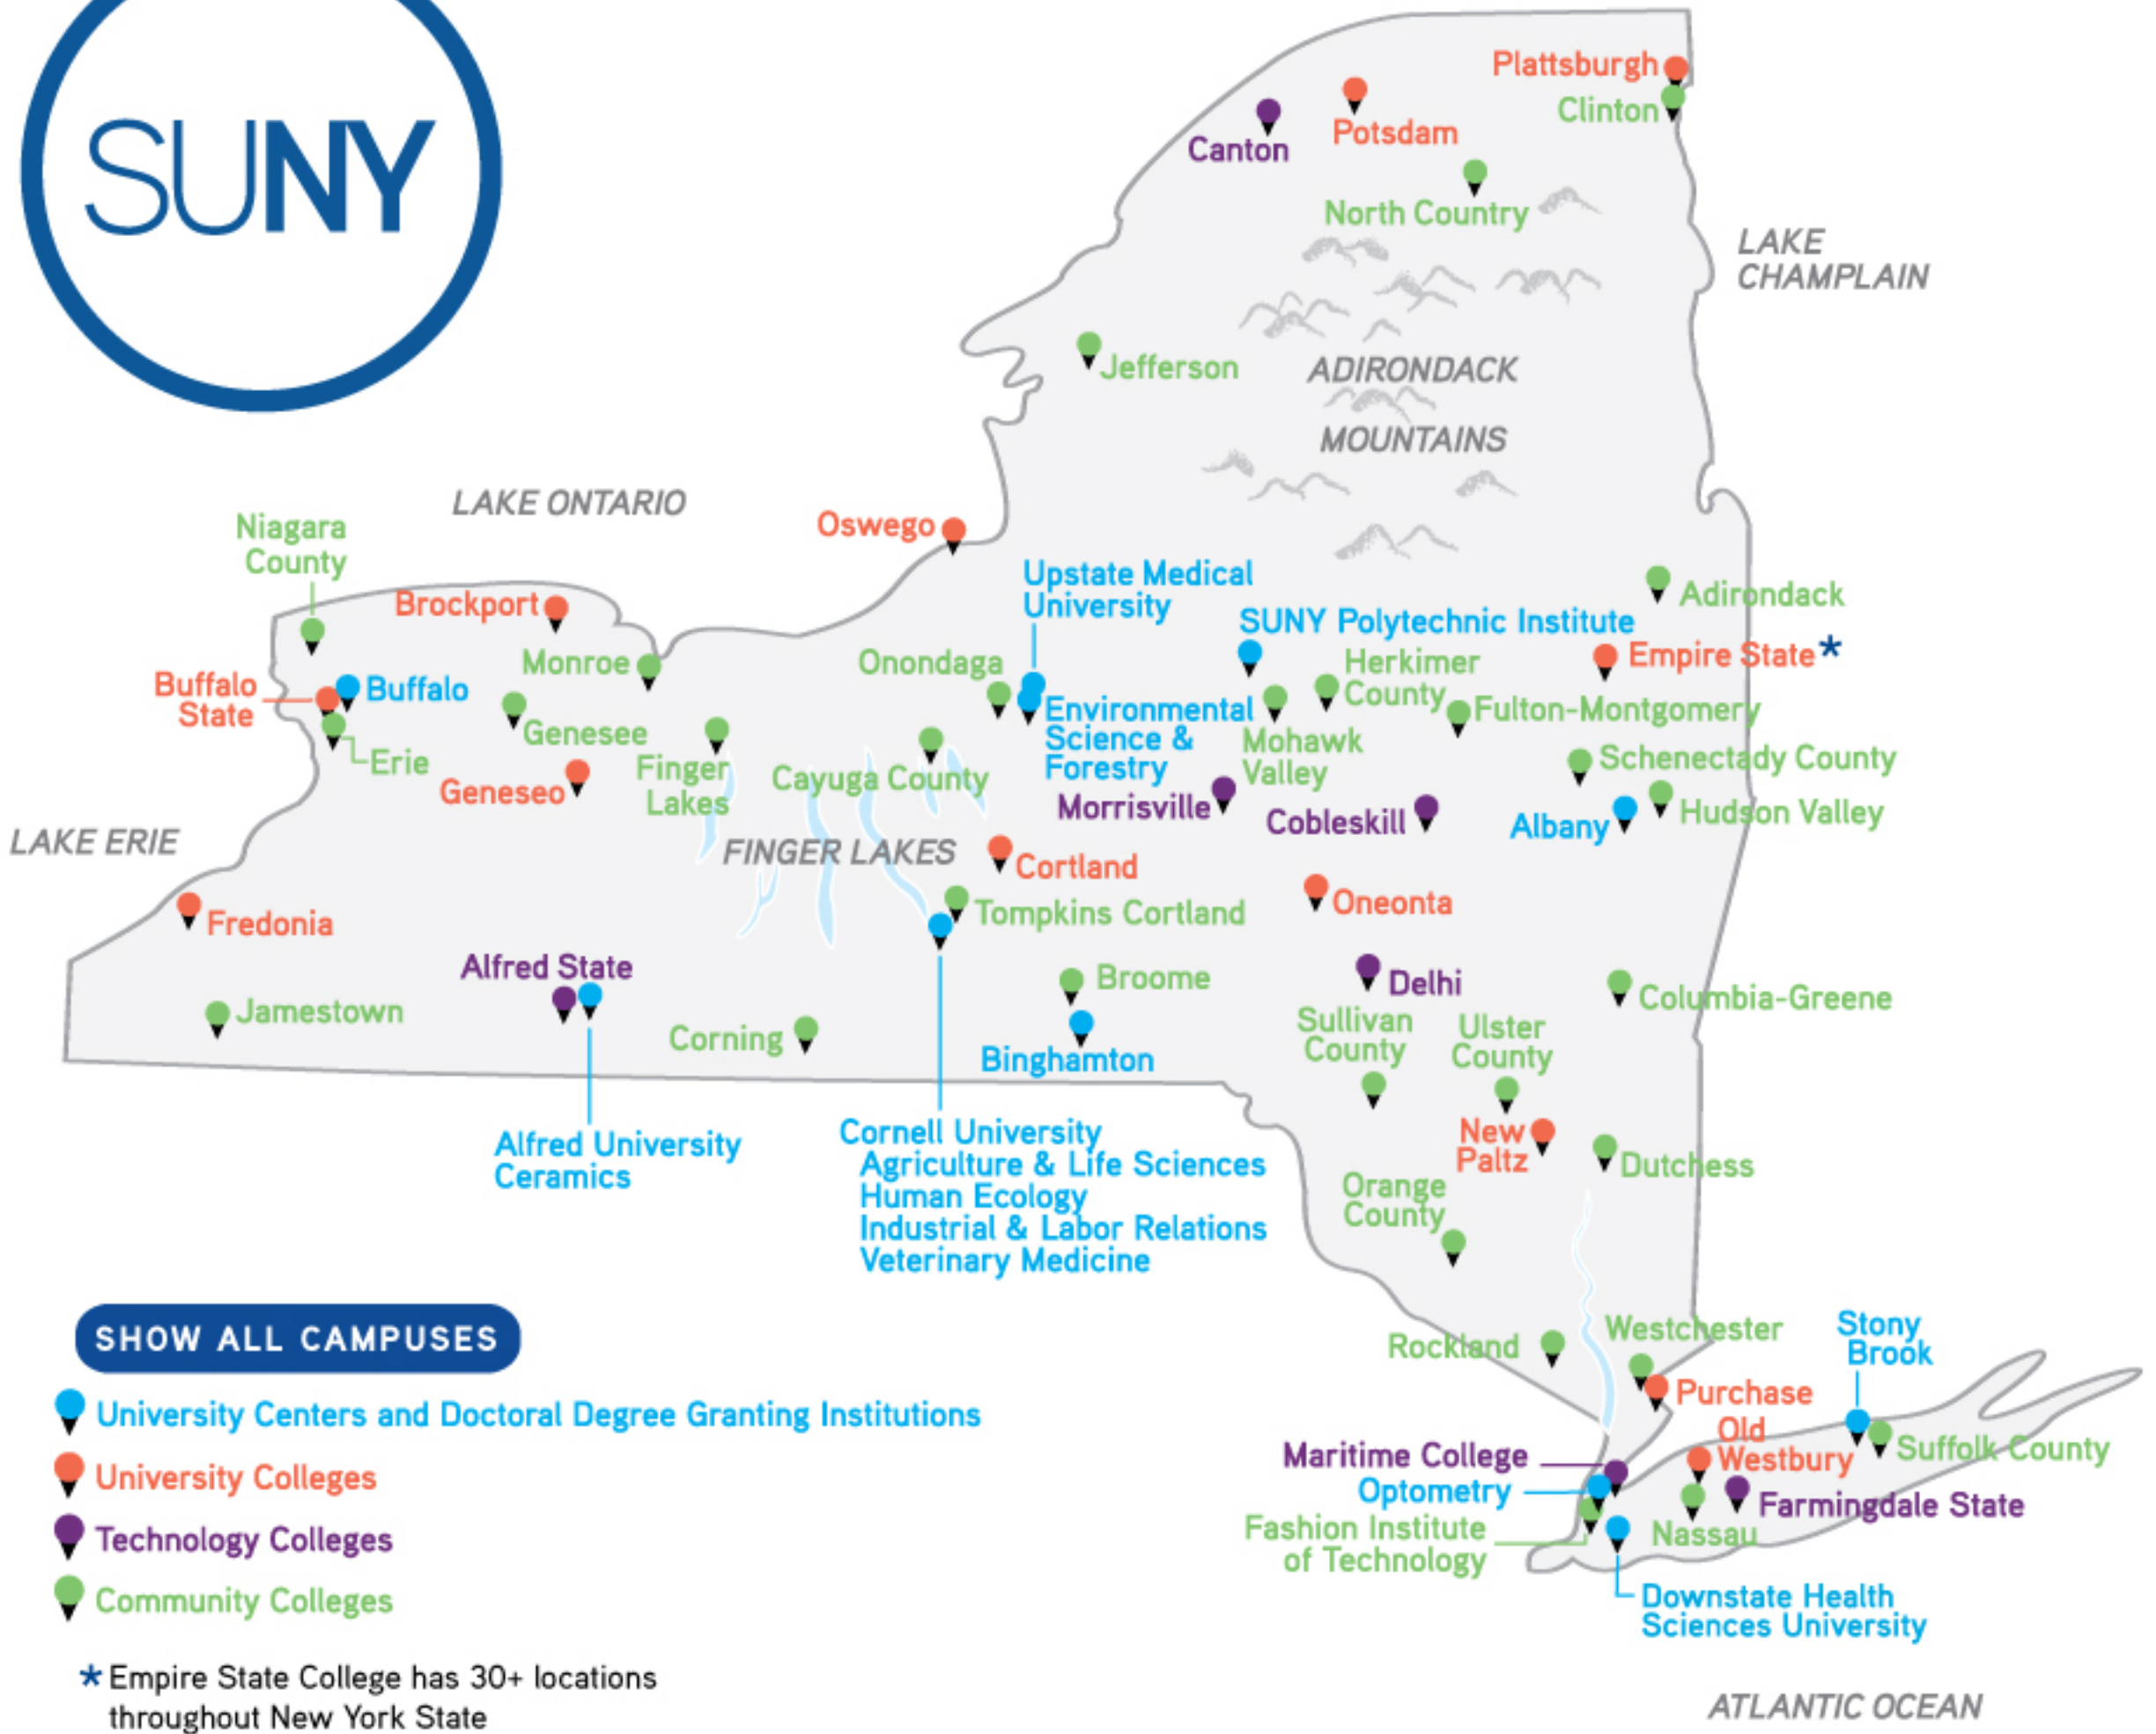 SUNY
Plattsburgh
Clinton
Potsdam
Canton
North Country
LAKE
CHAMPLAIN
Jefferson
ADIRONDACK
MOUNTAINS
LAKE ONTARIO
Oswego
Niagara
County
Brockport
Monroe
Buffalo
State
Buffalo
Erie
Genesee
Geneseo
Finger
Lakes
Onondaga
Cayuga County
Upstate Medical
University
Environmental
Science &
Forestry
SUNY Polytechnic Institute
Herkimer
County
Mohawk
Valley
Morrisville
Adirondack
Empire State*
Fulton-Montgomery
Schenectady County
Hudson Valley
Albany
Cobleskill
LAKE ERIE
FINGER LAKES
Cortland
Tompkins Cortland
Oneonta
Fredonia
Jamestown
Alfred State
Corning
Broome
Binghamton
Delhi
Columbia-Greene
Sullivan
County
Ulster
County
New
Paltz
Dutchess
Orange
County
Alfred University
Ceramics
Cornell University
Agriculture & Life Sciences
Human Ecology
Industrial & Labor Relations
Veterinary Medicine
Rockland
Westchester
Purchase
Stony
Brook
Old
Westbury
Suffolk County
Maritime College
Optometry
Fashion Institute
of Technology
Nassau
Farmingdale State
Downstate Health
Sciences University
ATLANTIC OCEAN
SHOW ALL CAMPUSES
University Centers and Doctoral Degree Granting Institutions
University Colleges
Technology Colleges
Community Colleges
* Empire State College has 30+ locations
throughout New York State